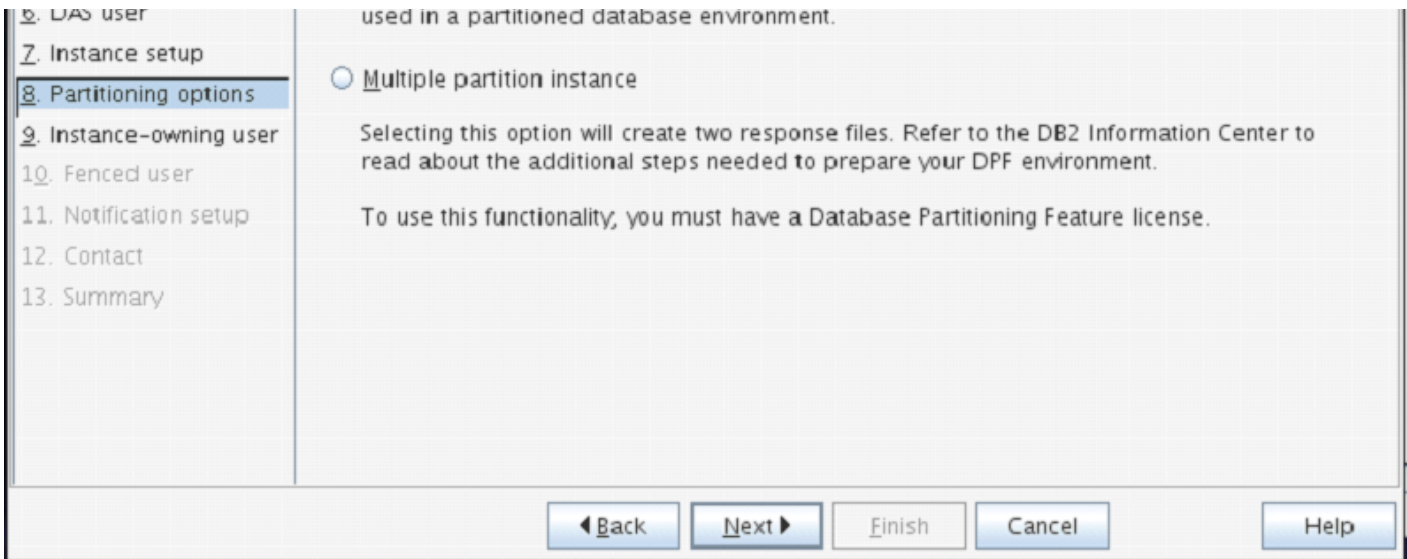 6. DAS user
7. Instance setup
8. Partitioning options
9. Instance-owning user
10. Fenced user
11. Notification setup
12. Contact
13. Summary
used in a partitioned database environment.
Multiple partition instance
Selecting this option will create two response files. Refer to the DB2 Information Center to
read about the additional steps needed to prepare your DPF environment.
To use this functionality, you must have a Database Partitioning Feature license.
Back Next Finish Cancel Help